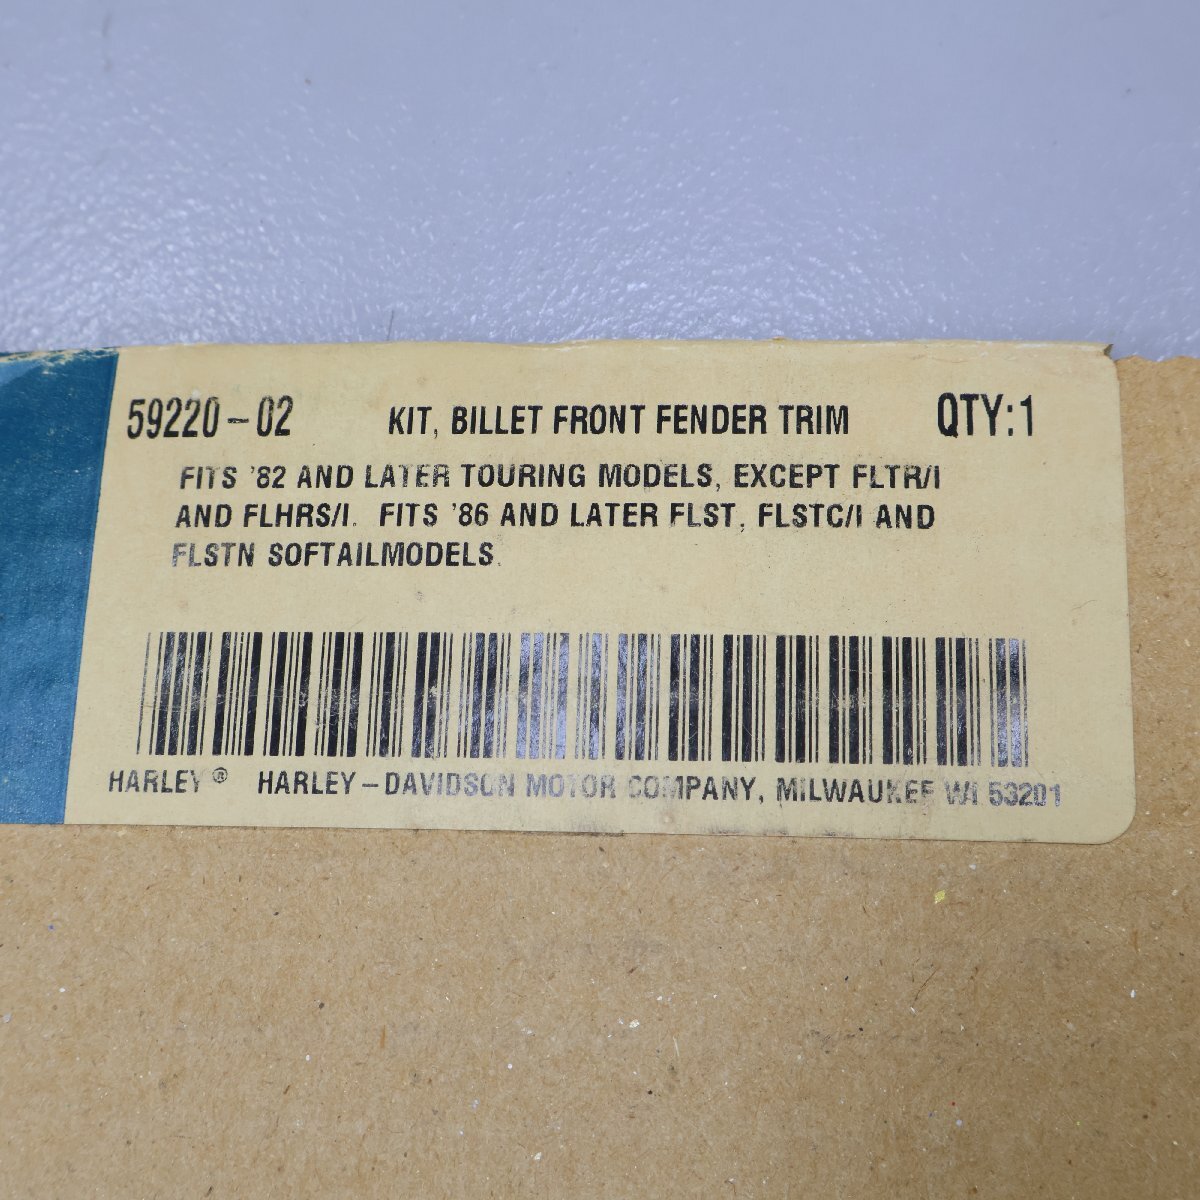 59220-02 KIT, BILLET FRONT FENDER TRIM QTY:1
FITS '82 AND LATER TOURING MODELS, EXCEPT FLTR/I
AND FLHRS/I. FITS '86 AND LATER FLST, FLSTC/I AND
FLSTN SOFTAILMODELS.
HARLEY® HARLEY-DAVIDSON MOTOR COMPANY, MILWAUKEE WI 53201